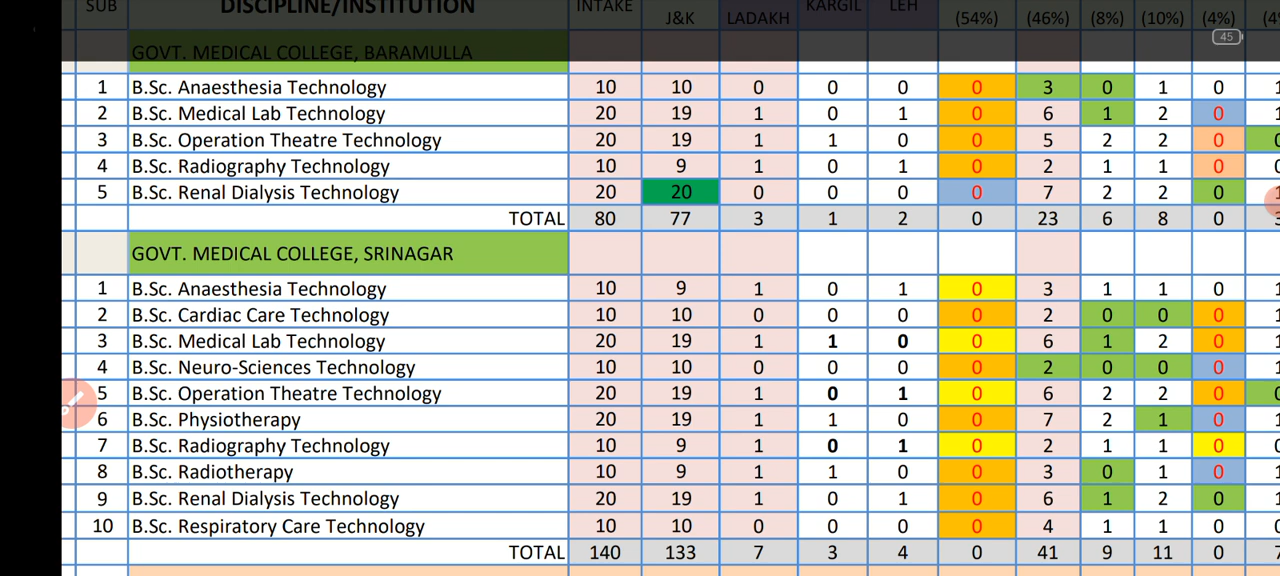 SUB DISCIPLINE/INSTITUTION INTAKE J&K LADAKH KARGIL LEH (54%) (46%) (8%) (10%) (4%)
45
GOVT. MEDICAL COLLEGE, BARAMULLA
1 B.Sc. Anaesthesia Technology 10 10 0 0 0 0 3 0 1 0
2 B.Sc. Medical Lab Technology 20 19 1 0 1 0 6 1 2 0
3 B.Sc. Operation Theatre Technology 20 19 1 1 0 0 5 2 2 0
4 B.Sc. Radiography Technology 10 9 1 0 1 0 2 1 1 0
5 B.Sc. Renal Dialysis Technology 20 20 0 0 0 0 7 2 2 0
TOTAL 80 77 3 1 2 0 23 6 8 0
GOVT. MEDICAL COLLEGE, SRINAGAR
1 B.Sc. Anaesthesia Technology 10 9 1 0 1 0 3 1 1 0
2 B.Sc. Cardiac Care Technology 10 10 0 0 0 0 2 0 0 0
3 B.Sc. Medical Lab Technology 20 19 1 1 0 0 6 1 2 0
4 B.Sc. Neuro-Sciences Technology 10 10 0 0 0 0 2 0 0 0
5 B.Sc. Operation Theatre Technology 20 19 1 0 1 0 6 2 2 0
6 B.Sc. Physiotherapy 20 19 1 1 0 0 7 2 1 0
7 B.Sc. Radiography Technology 10 9 1 0 1 0 2 1 1 0
8 B.Sc. Radiotherapy 10 9 1 1 0 0 3 0 1 0
9 B.Sc. Renal Dialysis Technology 20 19 1 0 1 0 6 1 2 0
10 B.Sc. Respiratory Care Technology 10 10 0 0 0 0 4 1 1 0
TOTAL 140 133 7 3 4 0 41 9 11 0